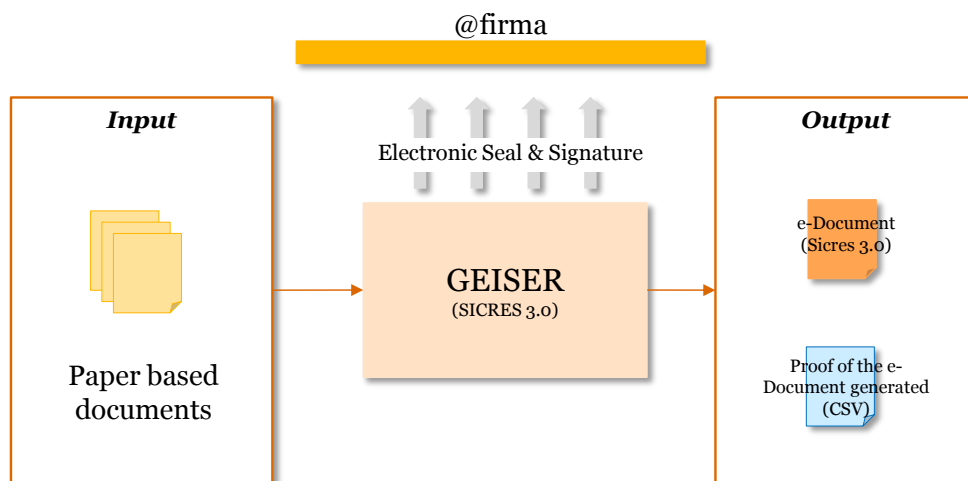 @firma
Input
Output
Electronic Seal & Signature
e-Document
(Sicres 3.0)
GEISER
(SICRES 3.0)
Paper based
documents
Proof of the e-
Document generated
(CSV)